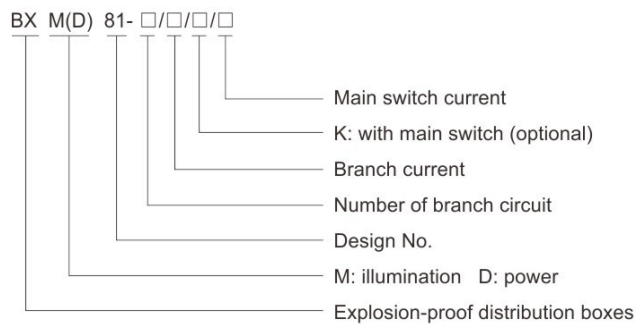 BX M(D) 81- □/□/□/□
Main switch current
K: with main switch (optional)
Branch current
Number of branch circuit
Design No.
M: illumination D: power
Explosion-proof distribution boxes